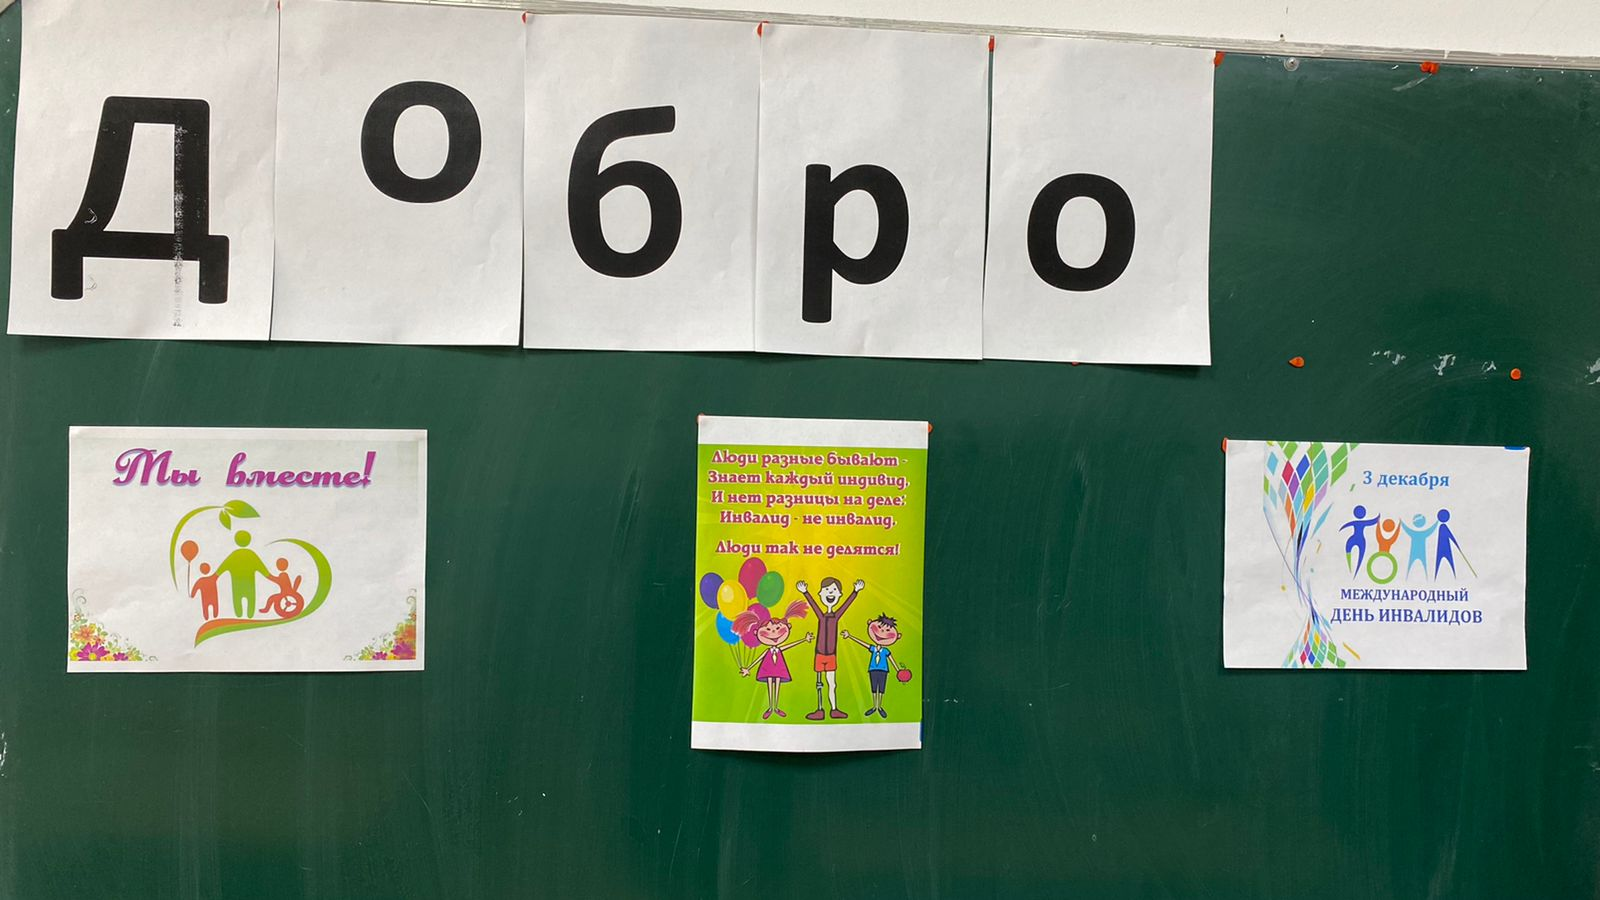 Добро
Мы вместе!
Люди разные бывают -
Знает каждый индивид,
И нет разницы на деле:
Инвалид - не инвалид.
Люди так не делятся!
3 декабря
МЕЖДУНАРОДНЫЙ
ДЕНЬ ИНВАЛИДОВ